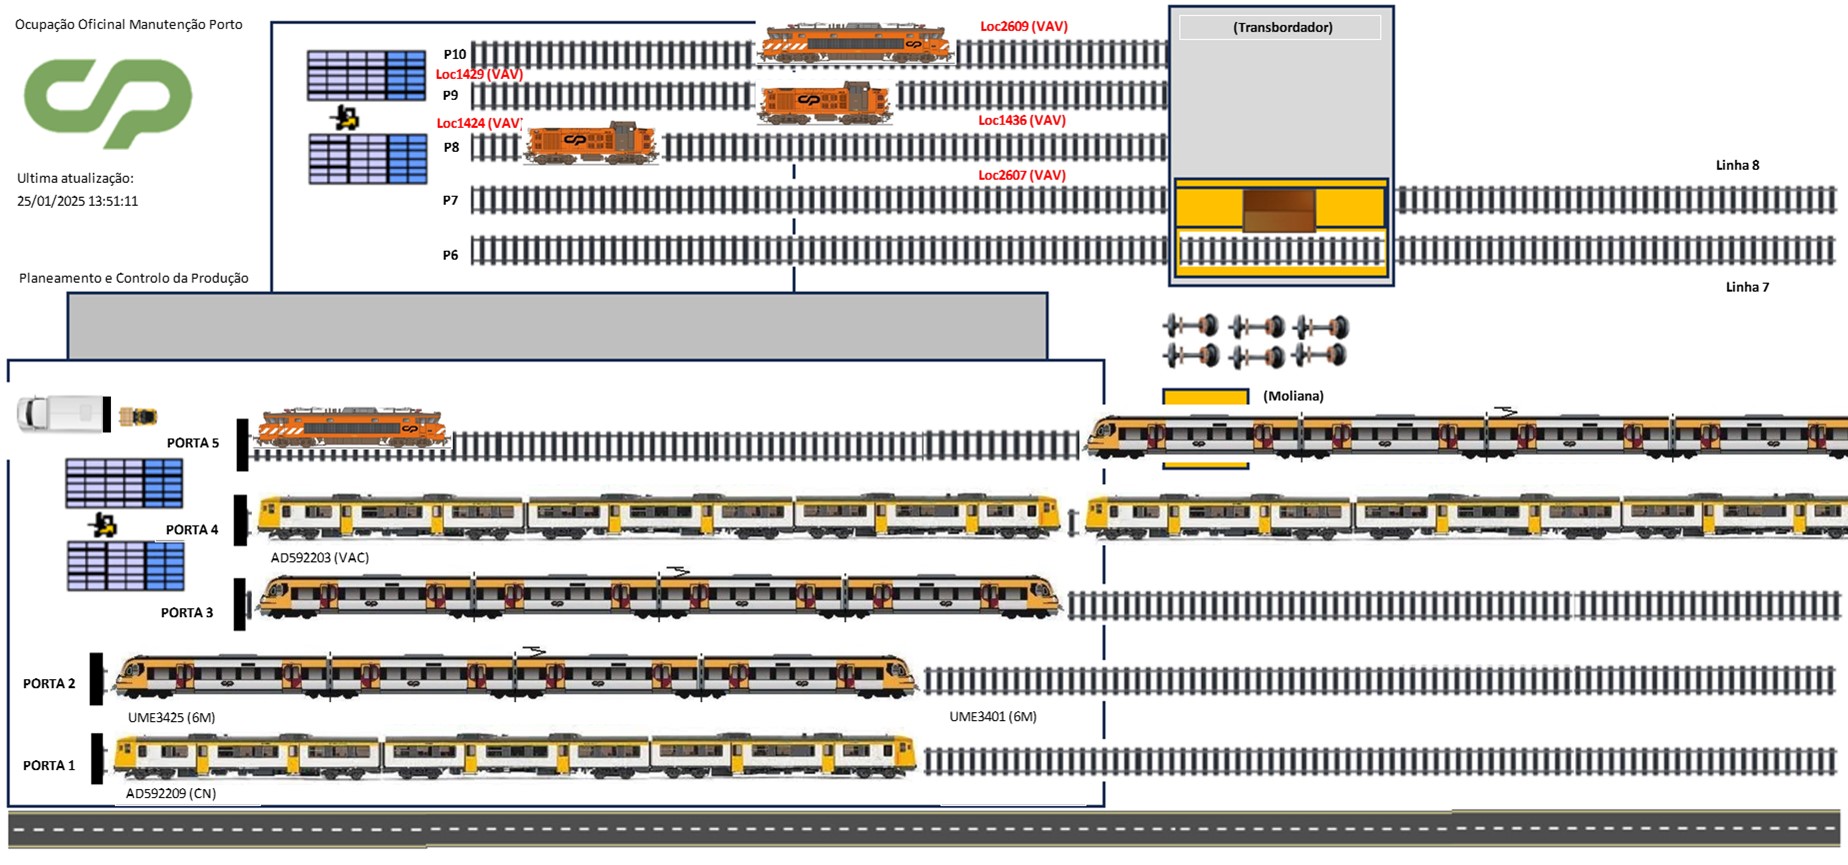 Ocupação Oficinal Manutenção Porto
Ultima atualização:
25/01/2025 13:51:11
Planeamento e Controlo da Produção
Loc2609 (VAV)
P10
Loc1429 (VAV)
P9
Loc1424 (VAV)
Loc1436 (VAV)
P8
Loc2607 (VAV)
P7
P6
(Transbordador)
Linha 8
Linha 7
(Moliana)
PORTA 5
PORTA 4
AD592203 (VAC)
PORTA 3
PORTA 2
UME3425 (6M)
UME3401 (6M)
PORTA 1
AD592209 (CN)